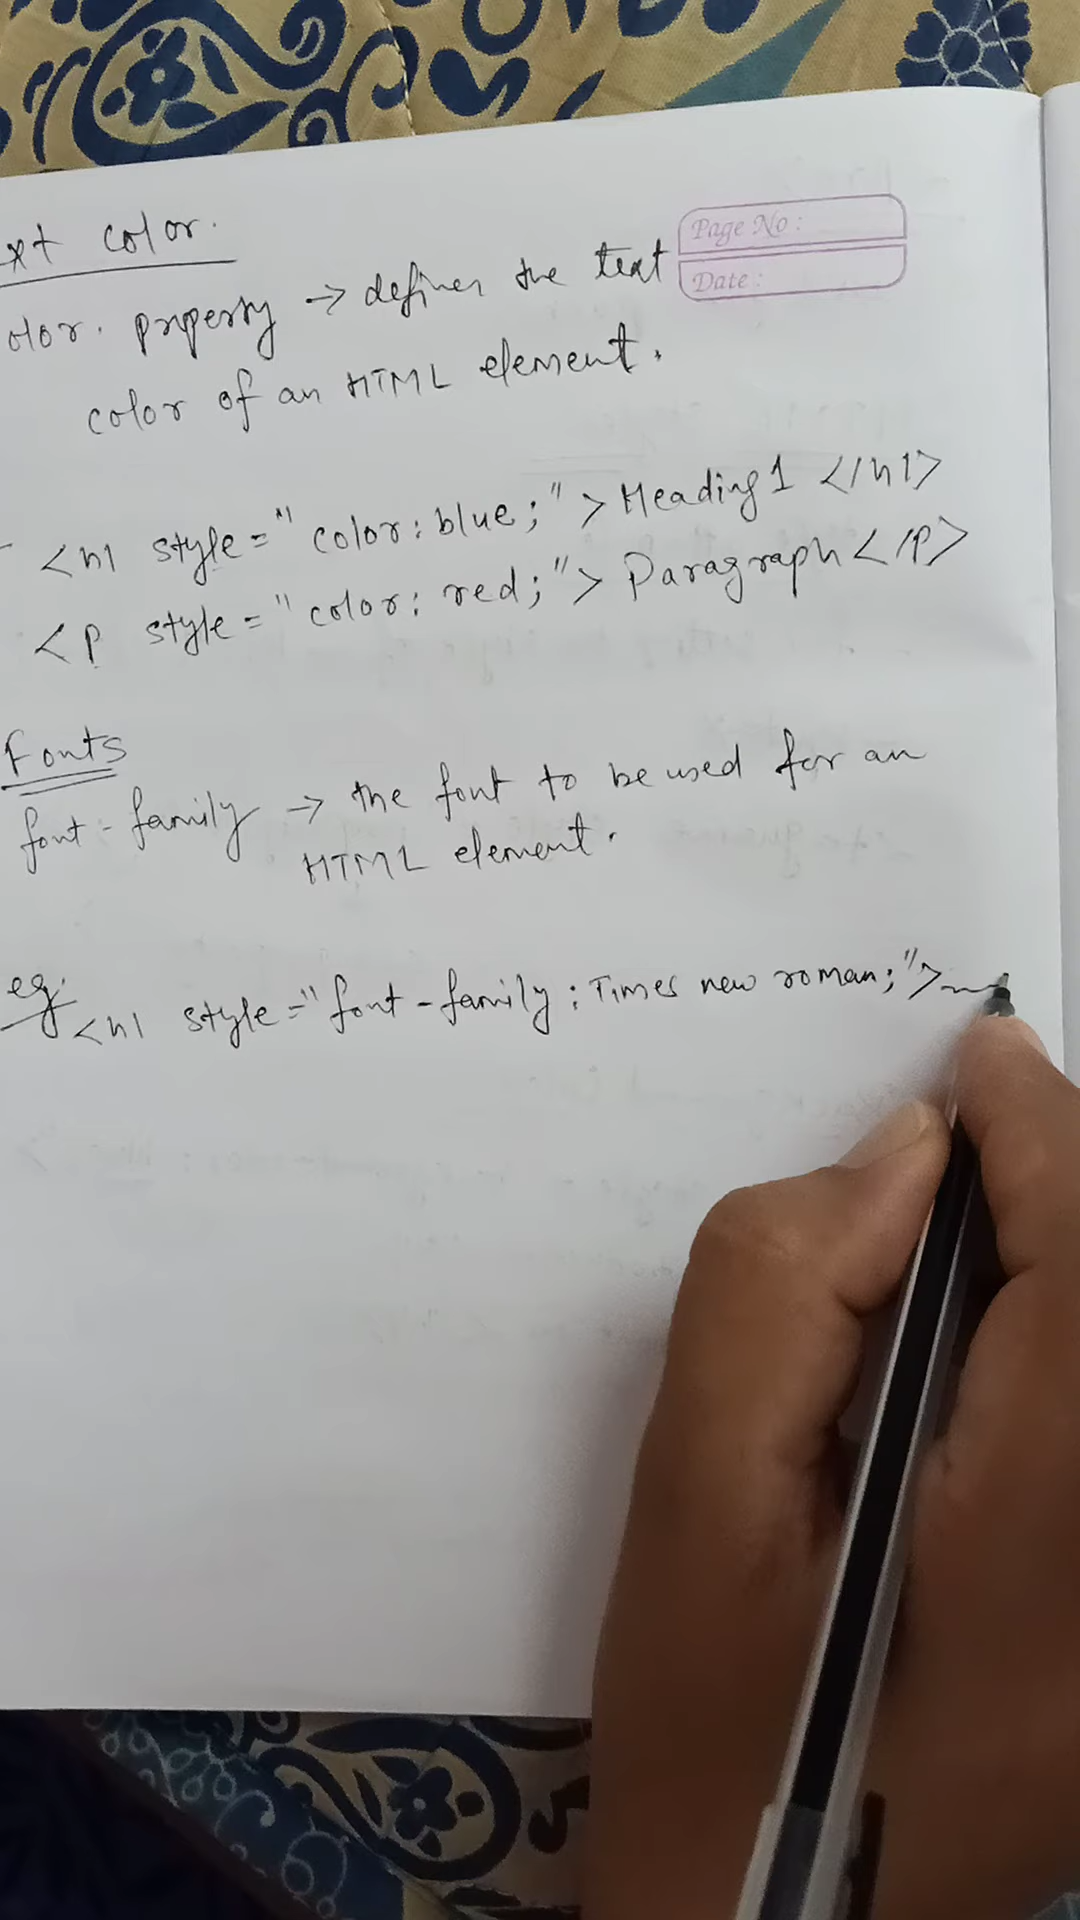 ext color.
Page No :
Date :
olor. property → defines the text
color of an HTML element.
<h1 style="color: blue;">Heading 1 </h1>
<p style="color: red;">Paragraph</p>
Fonts
font-family → the font to be used for an
HTML element.
eg.
<h1 style="font-family: Times new roman;">